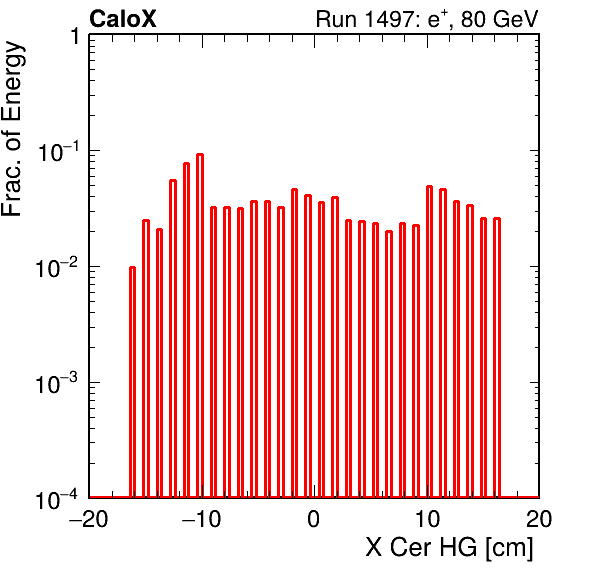 CaloX Run 1497: e⁺, 80 GeV
Frac. of Energy
1
10⁻¹
10⁻²
10⁻³
10⁻⁴
−20 −10 0 10 20
X Cer HG [cm]